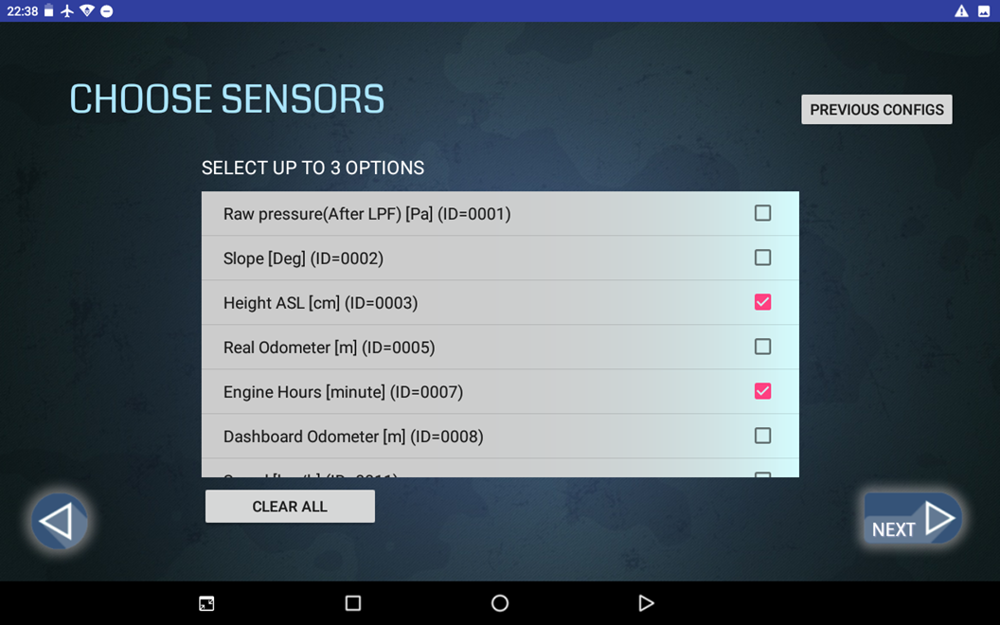 22:38
CHOOSE SENSORS
PREVIOUS CONFIGS
SELECT UP TO 3 OPTIONS
Raw pressure(After LPF) [Pa] (ID=0001)
Slope [Deg] (ID=0002)
Height ASL [cm] (ID=0003)
Real Odometer [m] (ID=0005)
Engine Hours [minute] (ID=0007)
Dashboard Odometer [m] (ID=0008)
CLEAR ALL
NEXT